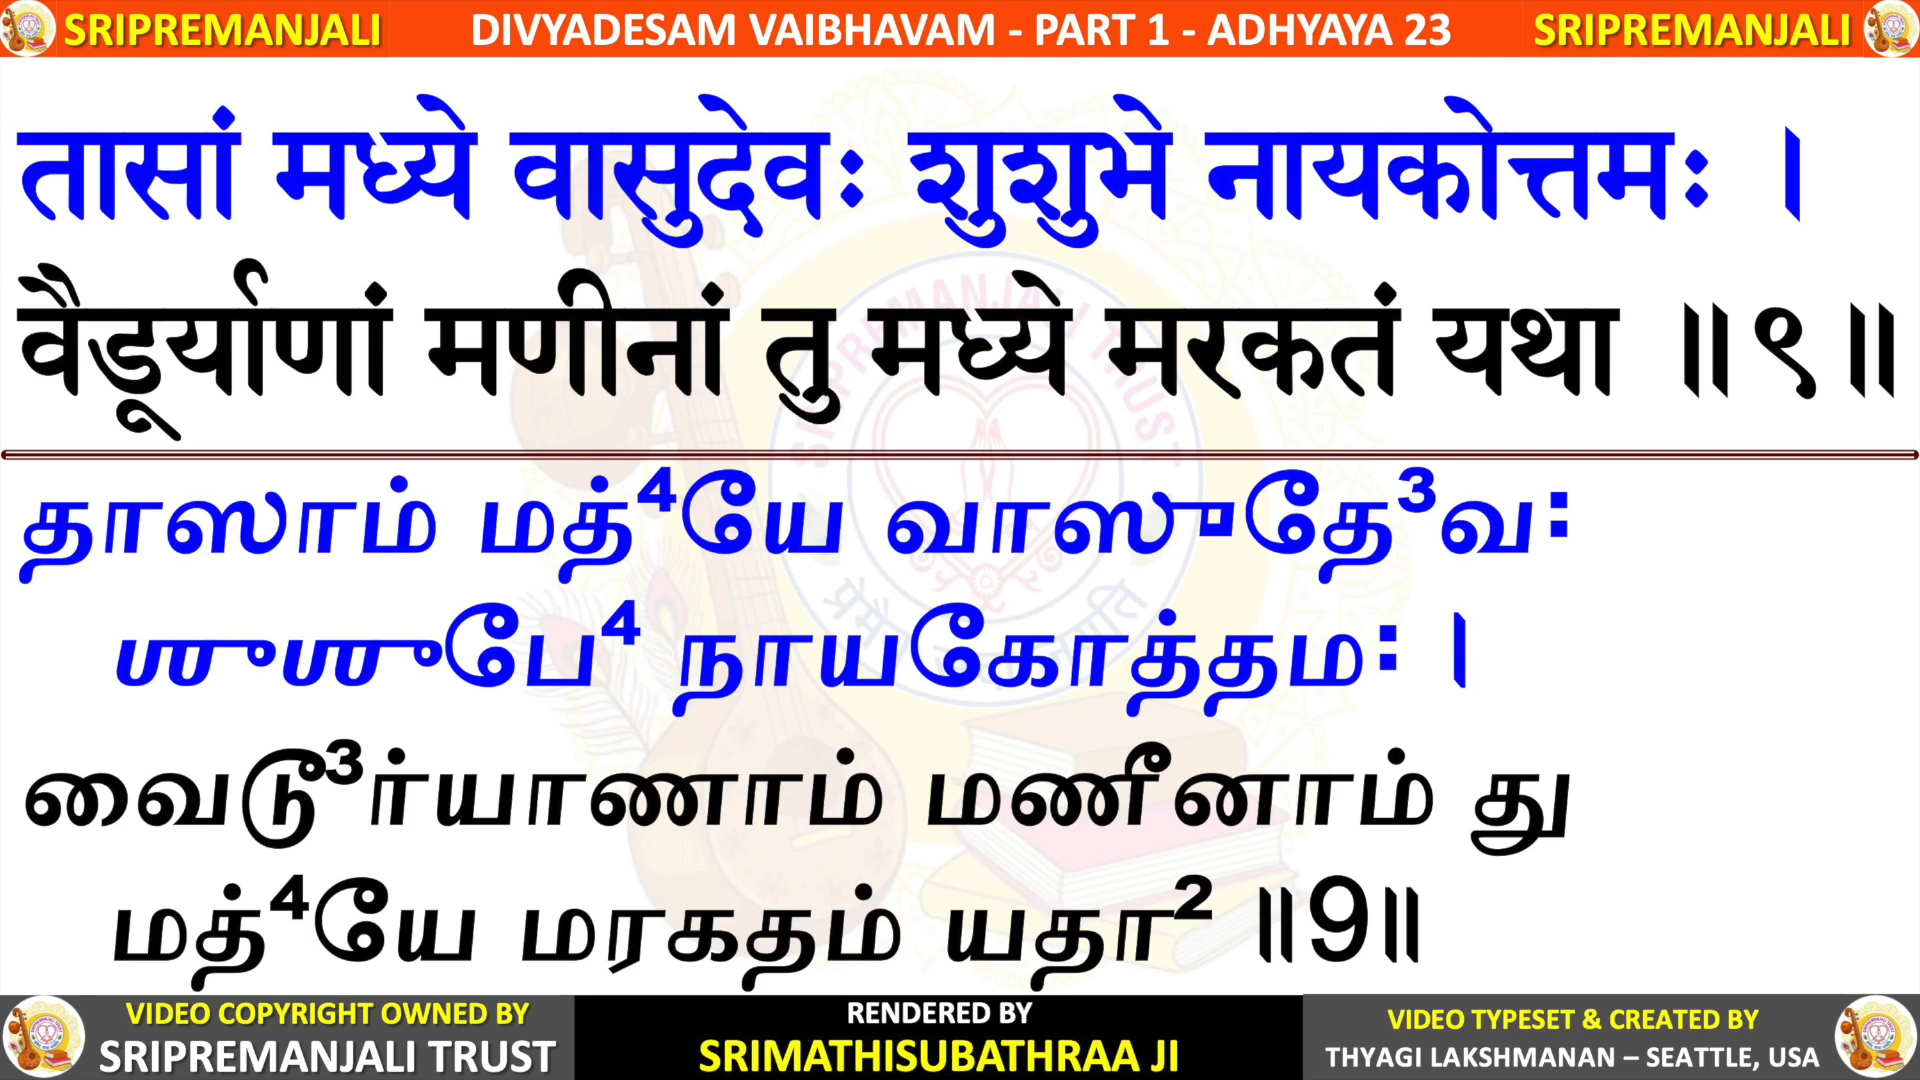 SRIPREMANJALI DIVYADESAM VAIBHAVAM - PART 1 - ADHYAYA 23 SRIPREMANJALI
तासां मध्ये वासुदेवः शुशुभे नायकोत्तमः ।
वैडूर्याणां मणीनां तु मध्ये मरकतं यथा ॥९॥
தாஸாம் மத்⁴யே வாஸுதே³வ꞉
ஶுஶுபே⁴ நாயகோத்தம꞉ ।
வைடூ³ர்யாணாம் மணீனாம் து
மத்⁴யே மரகதம் யதா² ॥9॥
VIDEO COPYRIGHT OWNED BY
SRIPREMANJALI TRUST
RENDERED BY
SRIMATHISUBATHRAA JI
VIDEO TYPESET & CREATED BY
THYAGI LAKSHMANAN – SEATTLE, USA